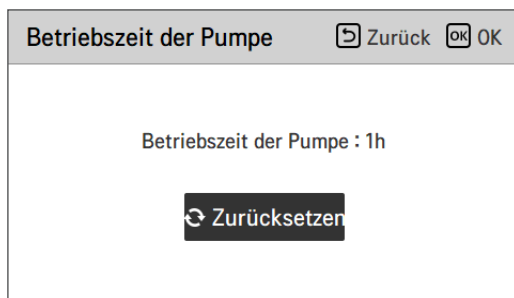 Betriebszeit der Pumpe Zurück OK OK
Betriebszeit der Pumpe : 1h
Zurücksetzen